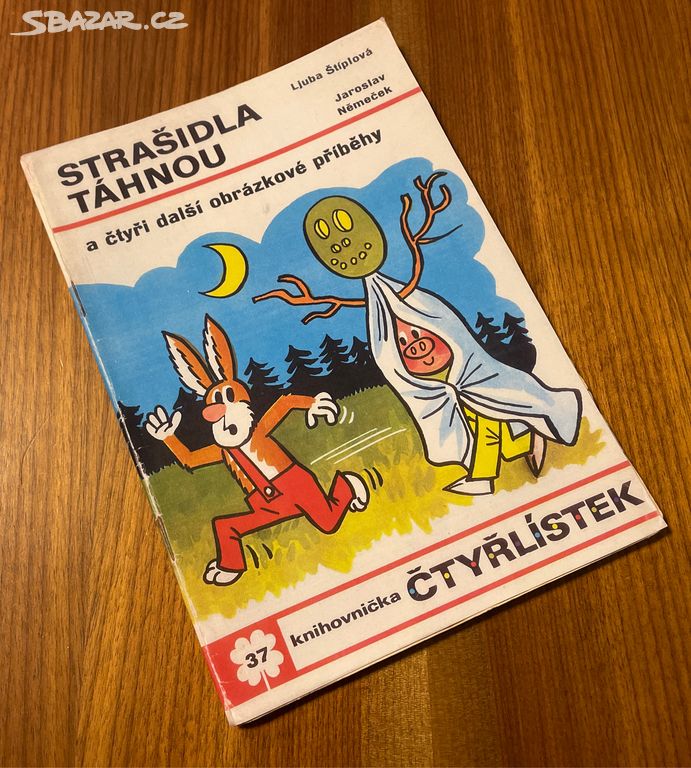 SBAZAR.CZ
Ljuba Štíplová
Jaroslav
Němeček
STRAŠIDLA
TÁHNOU
a čtyři další obrázkové příběhy
37
knihovnička ČTYŘLÍSTEK